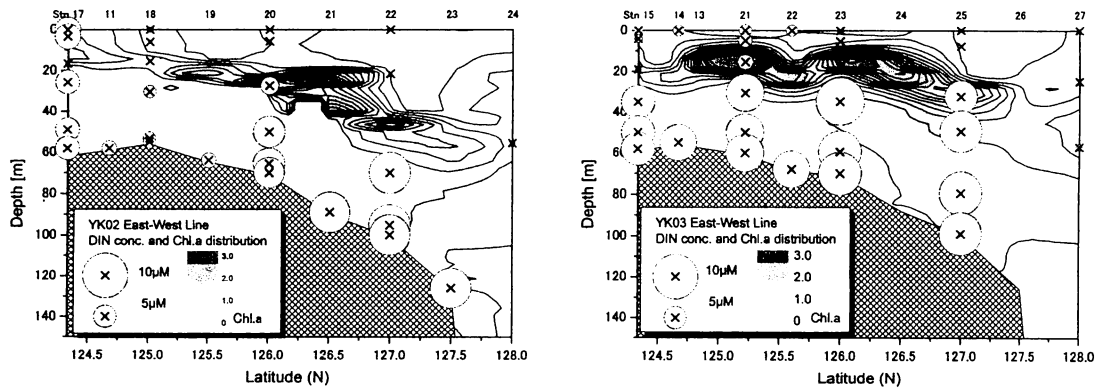 Stn 17 11 18 19 20 21 22 23 24
0
20
40
60
80
100
120
140
Depth [m]
YK02 East-West Line
DIN conc. and Chl.a distribution
10μM
5μM
3.0
2.0
1.0
0 Chl.a
124.5 125.0 125.5 126.0 126.5 127.0 127.5 128.0
Latitude (N)
Stn 15 14 13 21 22 23 24 25 26 27
0
20
40
60
80
100
120
140
Depth [m]
YK03 East-West Line
DIN conc. and Chl.a distribution
10μM
5μM
3.0
2.0
1.0
0 Chl.a
124.5 125.0 125.5 126.0 126.5 127.0 127.5 128.0
Latitude (N)